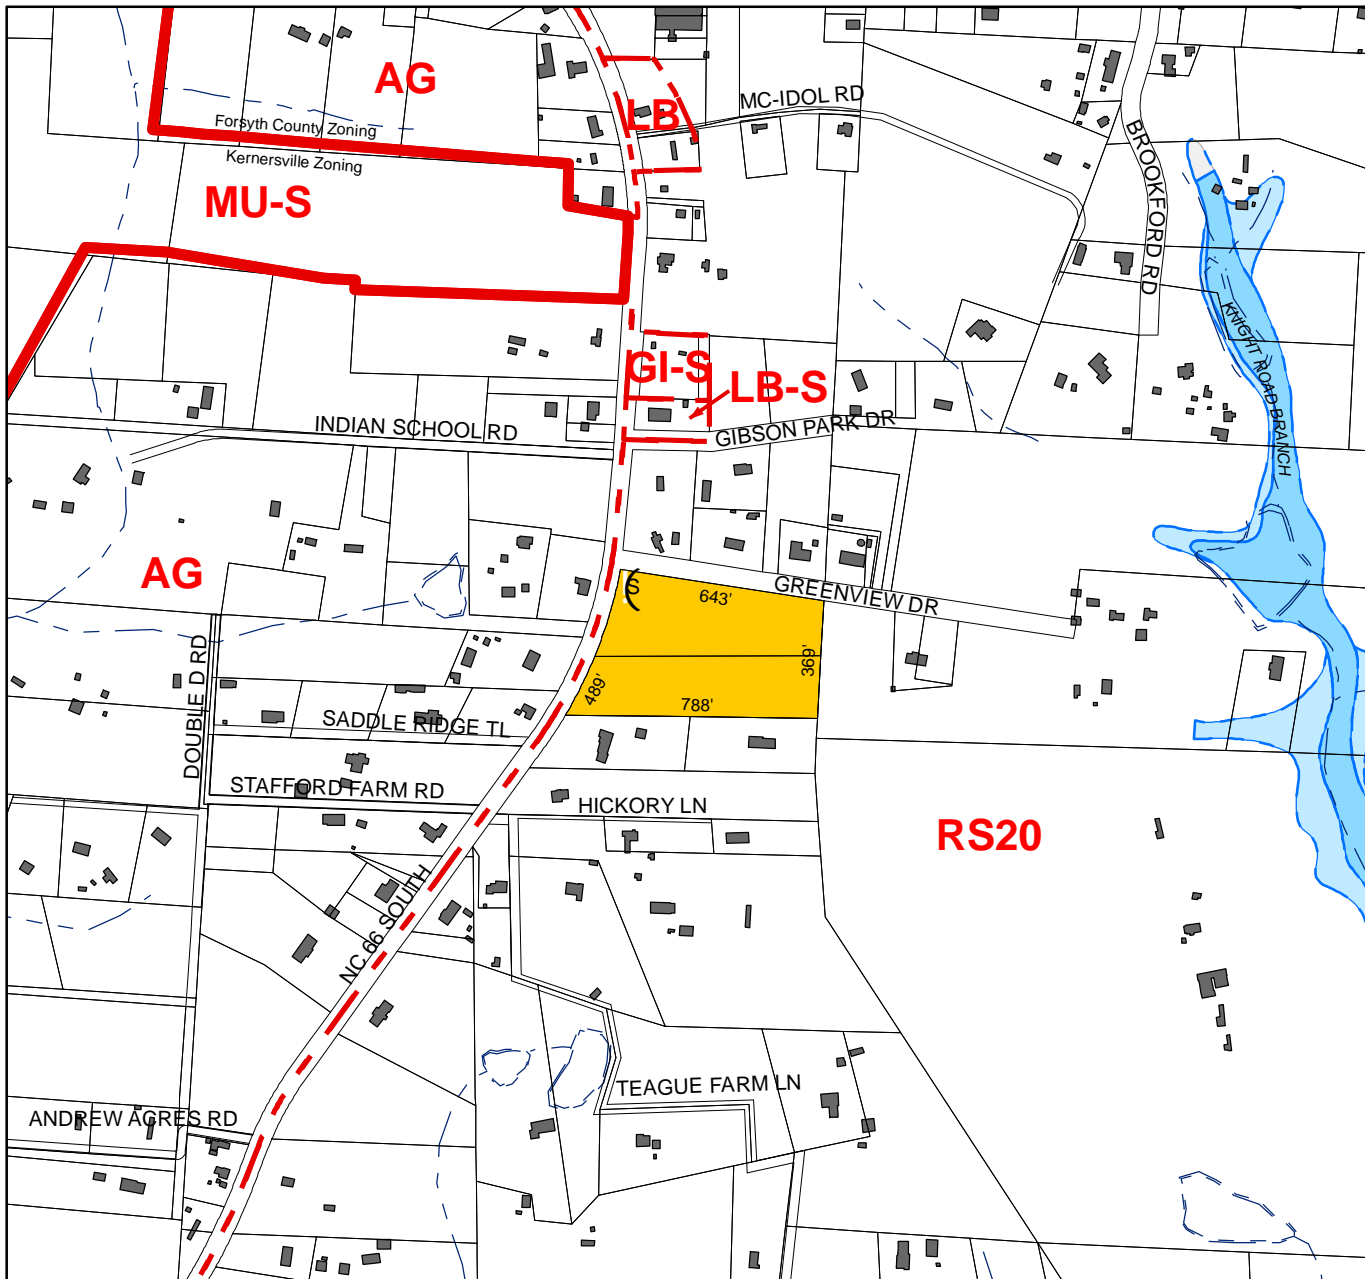 AG
LB
MC-IDOL RD
Forsyth County Zoning
Kernersville Zoning
BROOKFORD RD
MU-S
KNIGHT ROAD BRANCH
GI-S
LB-S
GIBSON PARK DR
INDIAN SCHOOL RD
AG
S
643'
GREENVIEW DR
369'
489'
788'
DOUBLE D RD
SADDLE RIDGE TL
STAFFORD FARM RD
HICKORY LN
RS20
NC 66 SOUTH
TEAGUE FARM LN
ANDREW ACRES RD